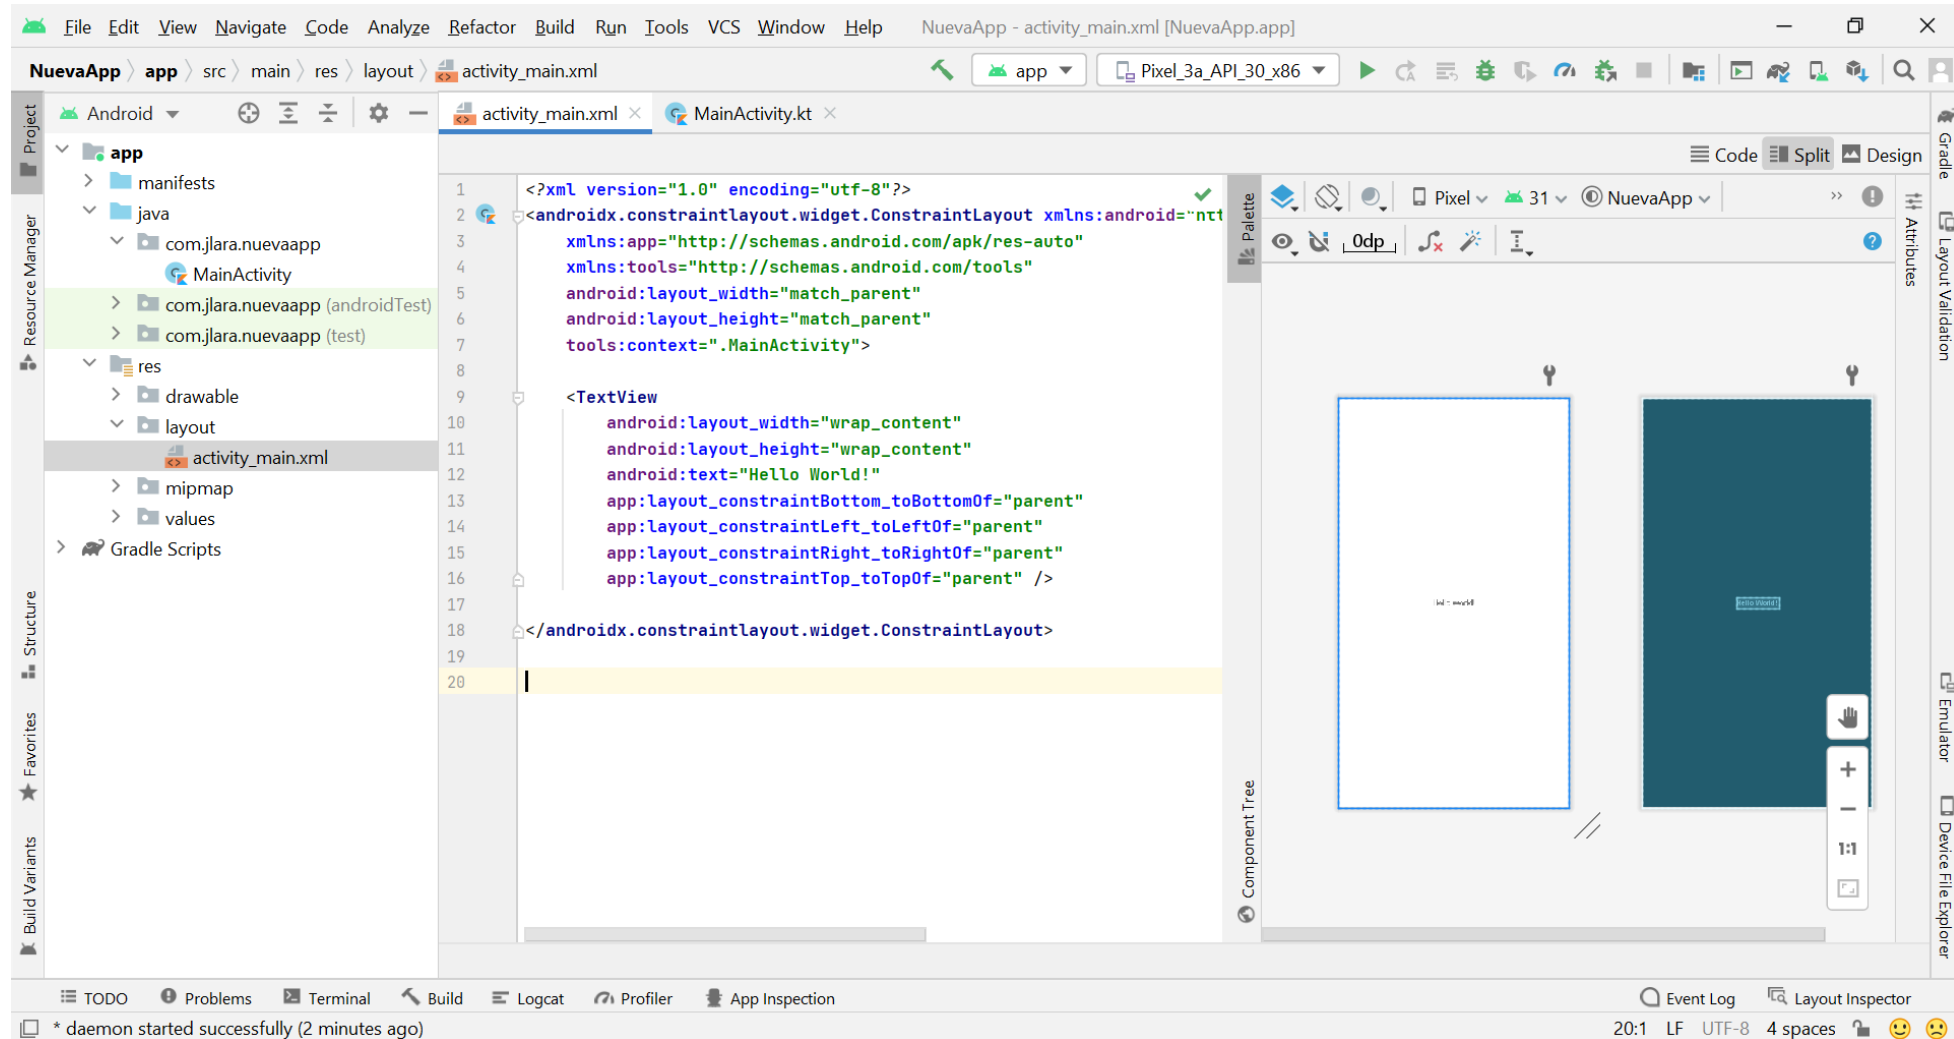 File Edit View Navigate Code Analyze Refactor Build Run Tools VCS Window Help NuevaApp - activity_main.xml [NuevaApp.app]
NuevaApp app src main res layout activity_main.xml app Pixel_3a_API_30_x86
Android
activity_main.xml MainActivity.kt
Code Split Design
Project
Resource Manager
Structure
Favorites
Build Variants
app
manifests
java
com.jlara.nuevaapp
MainActivity
com.jlara.nuevaapp (androidTest)
com.jlara.nuevaapp (test)
res
drawable
layout
activity_main.xml
mipmap
values
Gradle Scripts
1 <?xml version="1.0" encoding="utf-8"?>
2 <androidx.constraintlayout.widget.ConstraintLayout xmlns:android="htt
3 xmlns:app="http://schemas.android.com/apk/res-auto"
4 xmlns:tools="http://schemas.android.com/tools"
5 android:layout_width="match_parent"
6 android:layout_height="match_parent"
7 tools:context=".MainActivity">
8
9 <TextView
10 android:layout_width="wrap_content"
11 android:layout_height="wrap_content"
12 android:text="Hello World!"
13 app:layout_constraintBottom_toBottomOf="parent"
14 app:layout_constraintLeft_toLeftOf="parent"
15 app:layout_constraintRight_toRightOf="parent"
16 app:layout_constraintTop_toTopOf="parent" />
17
18 </androidx.constraintlayout.widget.ConstraintLayout>
19
20
Palette
Component Tree
Pixel 31 NuevaApp
0dp
Hello World!
1:1
Attributes
Gradle
Layout Validation
Emulator
Device File Explorer
TODO Problems Terminal Build Logcat Profiler App Inspection Event Log Layout Inspector
* daemon started successfully (2 minutes ago) 20:1 LF UTF-8 4 spaces